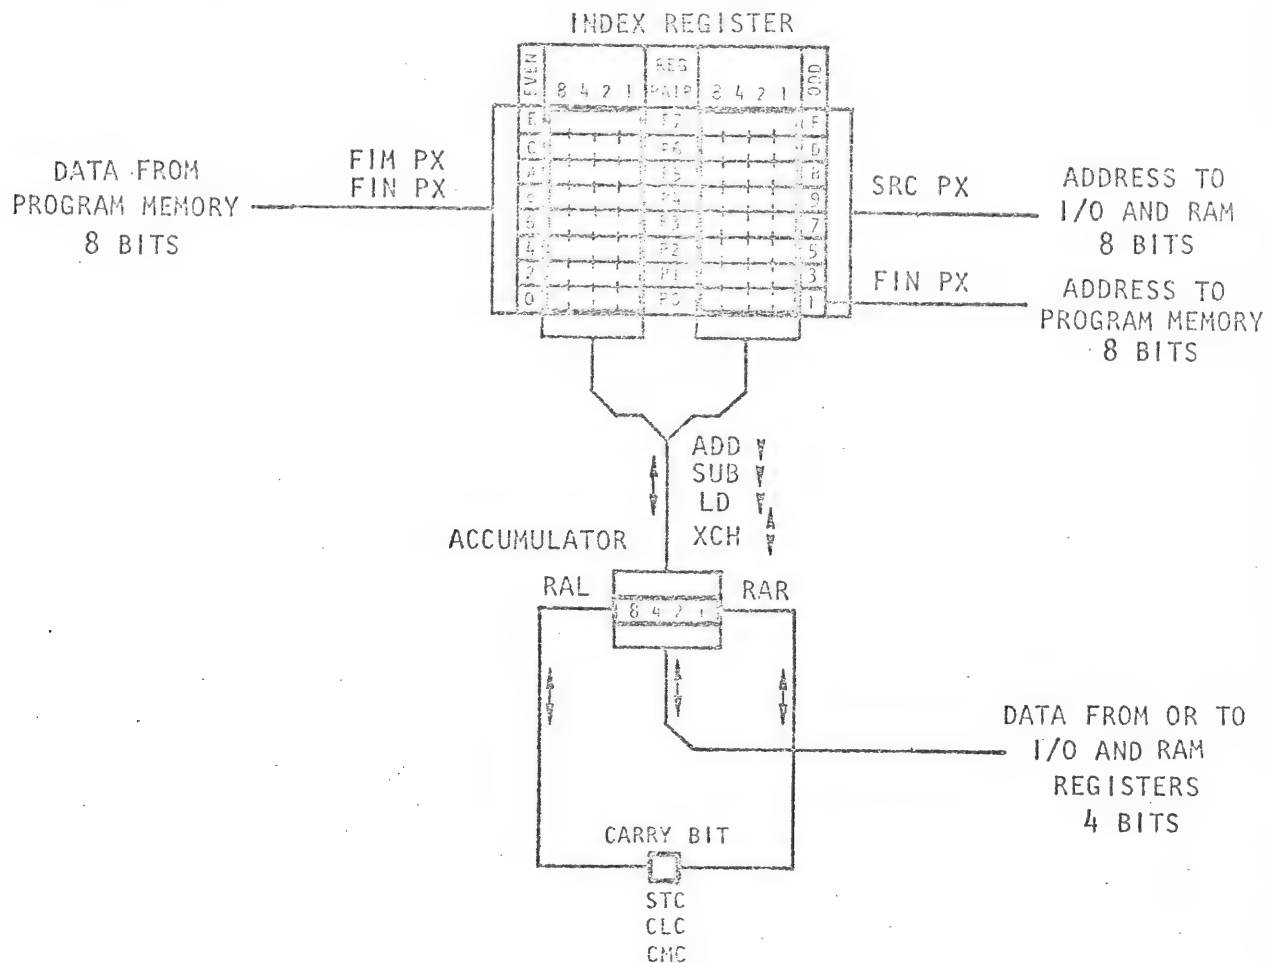 INDEX REGISTER
EVEN 8 4 2 1 REG PAIR 8 4 2 1 ODD
E P7 F
C P6 D
A P5 B
P4 9
6 P3 7
4 P2 5
2 P1 3
0 P0 1
DATA FROM
PROGRAM MEMORY
8 BITS
FIM PX
FIN PX
SRC PX
ADDRESS TO
I/O AND RAM
8 BITS
FIN PX
ADDRESS TO
PROGRAM MEMORY
8 BITS
ADD
SUB
LD
XCH
ACCUMULATOR
RAL
8 4 2 1
RAR
DATA FROM OR TO
I/O AND RAM
REGISTERS
4 BITS
CARRY BIT
STC
CLC
CMC